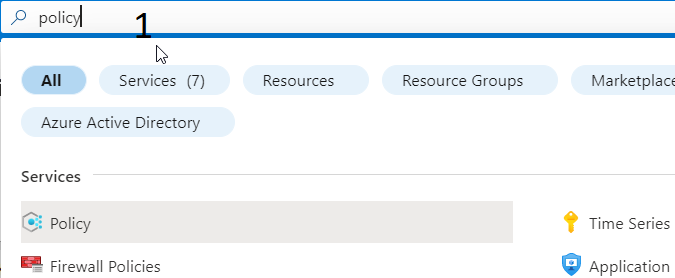 policy
1
All Services (7) Resources Resource Groups Marketplace
Azure Active Directory
Services
Policy Time Series
Firewall Policies Application